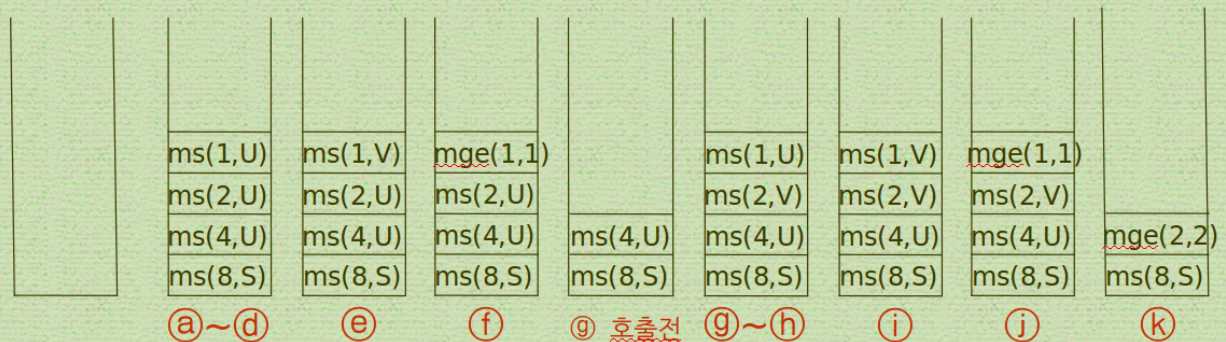 ms(1,U) ms(1,V) mge(1,1) ms(1,U) ms(1,V) mge(1,1)
ms(2,U) ms(2,U) ms(2,U) ms(2,V) ms(2,V) ms(2,V)
ms(4,U) ms(4,U) ms(4,U) ms(4,U) ms(4,U) ms(4,U) ms(4,U) mge(2,2)
ms(8,S) ms(8,S) ms(8,S) ms(8,S) ms(8,S) ms(8,S) ms(8,S) ms(8,S)
ⓐ~ⓓ ⓔ ⓕ ⓖ 호출전 ⓖ~ⓗ ⓘ ⓙ ⓚ